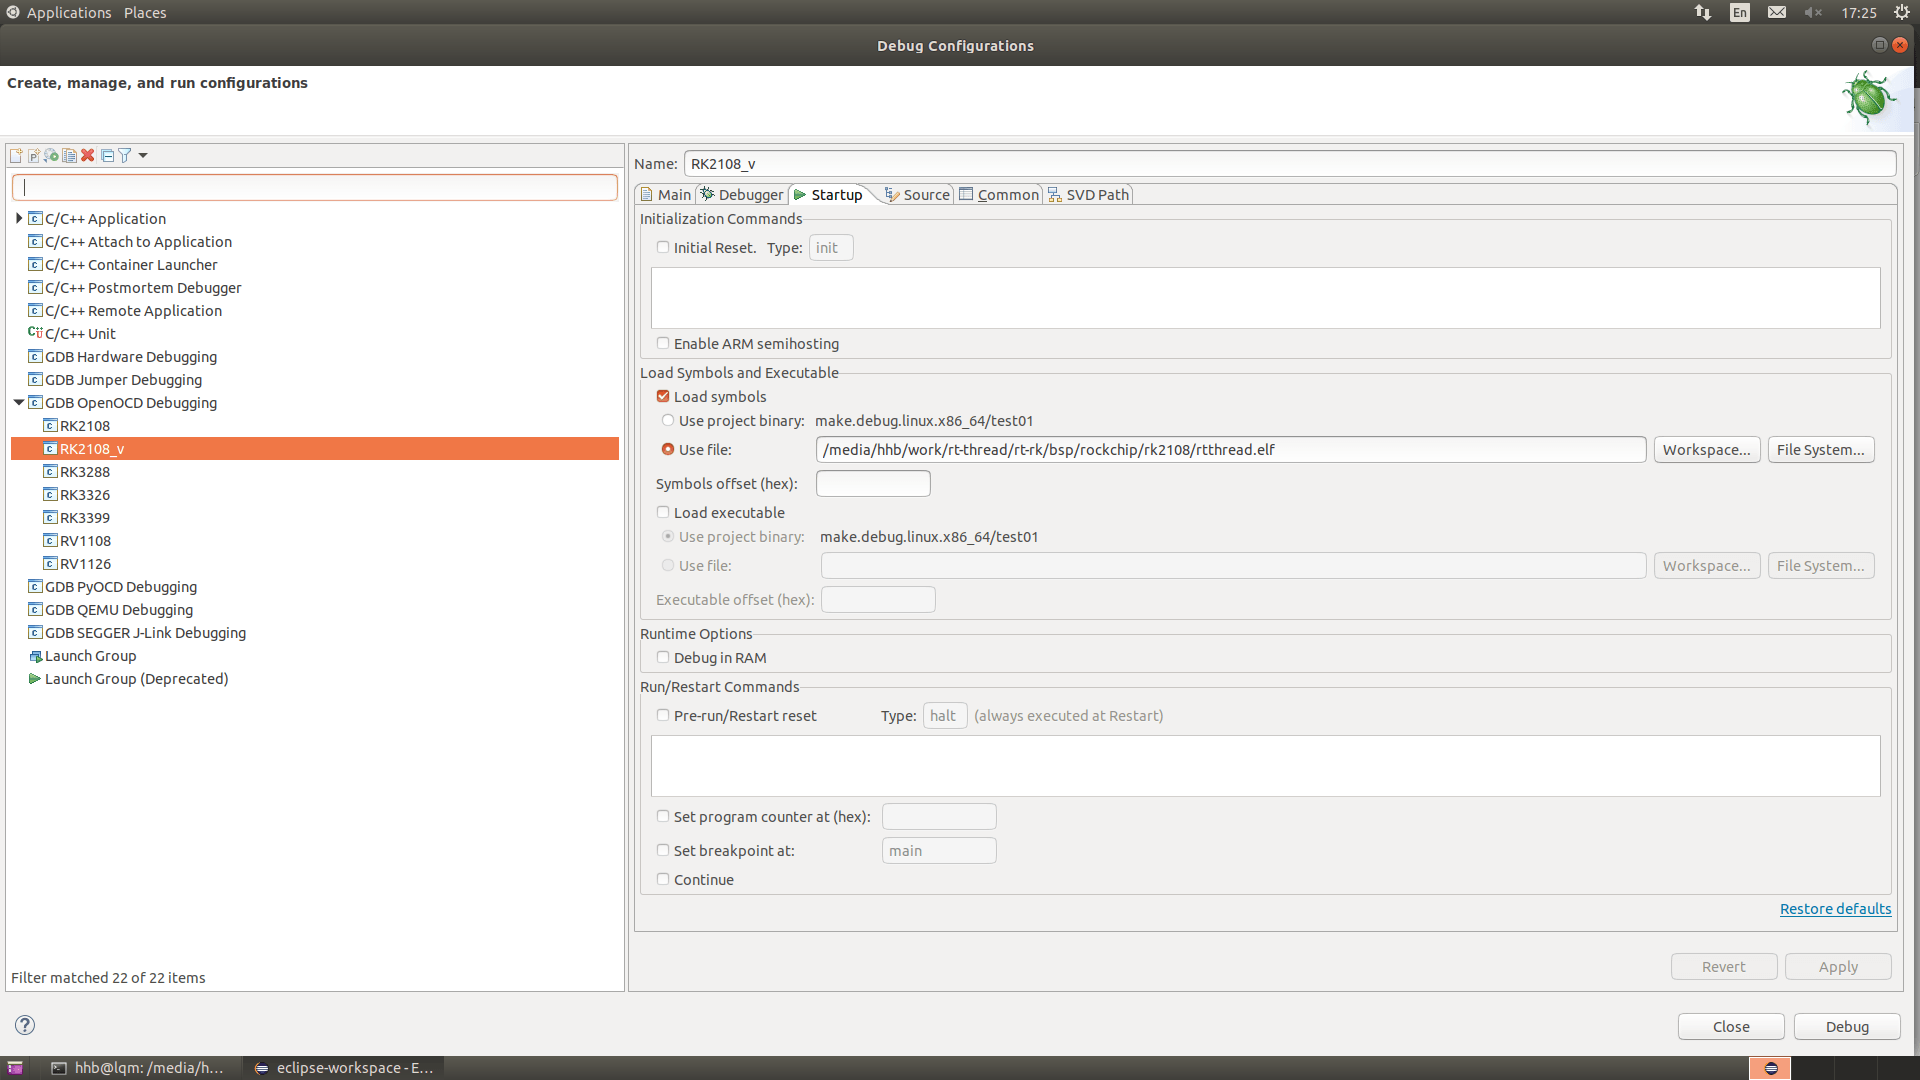 Applications Places En 17:25
Debug Configurations
Create, manage, and run configurations
C/C++ Application
C/C++ Attach to Application
C/C++ Container Launcher
C/C++ Postmortem Debugger
C/C++ Remote Application
C/C++ Unit
GDB Hardware Debugging
GDB Jumper Debugging
GDB OpenOCD Debugging
RK2108
RK2108_v
RK3288
RK3326
RK3399
RV1108
RV1126
GDB PyOCD Debugging
GDB QEMU Debugging
GDB SEGGER J-Link Debugging
Launch Group
Launch Group (Deprecated)
Filter matched 22 of 22 items
Name: RK2108_v
Main Debugger Startup Source Common SVD Path
Initialization Commands
Initial Reset. Type: init
Enable ARM semihosting
Load Symbols and Executable
Load symbols
Use project binary: make.debug.linux.x86_64/test01
Use file: /media/hhb/work/rt-thread/rt-rk/bsp/rockchip/rk2108/rtthread.elf Workspace... File System...
Symbols offset (hex):
Load executable
Use project binary: make.debug.linux.x86_64/test01
Use file: Workspace... File System...
Executable offset (hex):
Runtime Options
Debug in RAM
Run/Restart Commands
Pre-run/Restart reset Type: halt (always executed at Restart)
Set program counter at (hex):
Set breakpoint at: main
Continue
Restore defaults
Revert Apply
Close Debug
hhb@lqm: /media/h... eclipse-workspace - E...